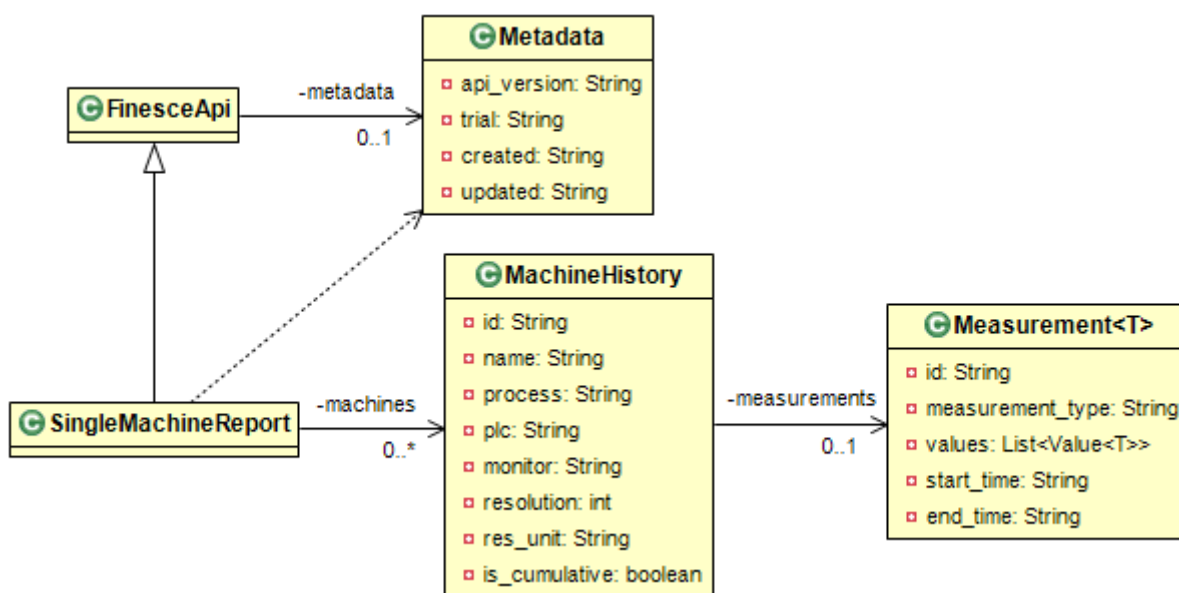 C Metadata
api_version: String
trial: String
created: String
updated: String
C FinesceApi
-metadata
0..1
C MachineHistory
id: String
name: String
process: String
plc: String
monitor: String
resolution: int
res_unit: String
is_cumulative: boolean
C SingleMachineReport
-machines
0..*
C Measurement<T>
id: String
measurement_type: String
values: List<Value<T>>
start_time: String
end_time: String
-measurements
0..1